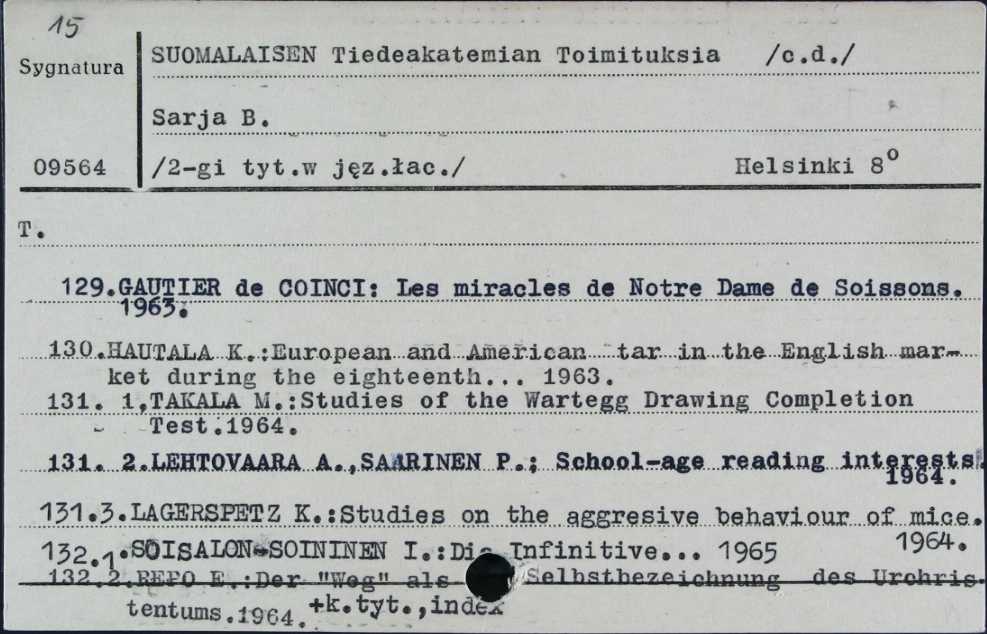 15
Sygnatura
SUOMALAISEN Tiedeakatemian Toimituksia /c.d./
Sarja B.
09564
/2-gi tyt.w jęz.łac./ Helsinki 8⁰
T.
129.GAUTIER de COINCI: Les miracles de Notre Dame de Soissons.
1963.
130.HAUTALA K.:European and American tar in the English mar-
ket during the eighteenth... 1963.
131. 1,TAKALA M.:Studies of the Wartegg Drawing Completion
Test.1964.
131. 2.LEHTOVAARA A.,SAARINEN P.; School-age reading interests.
1964.
131.3.LAGERSPETZ K.:Studies on the aggresive behaviour of mice.
1964.
132.1.SOISALON-SOININEN I.:Die Infinitive... 1965
132.2.REPO E.:Der "Weg" als Selbstbezeichnung des Urchris-
tentums.1964. +k.tyt.,index